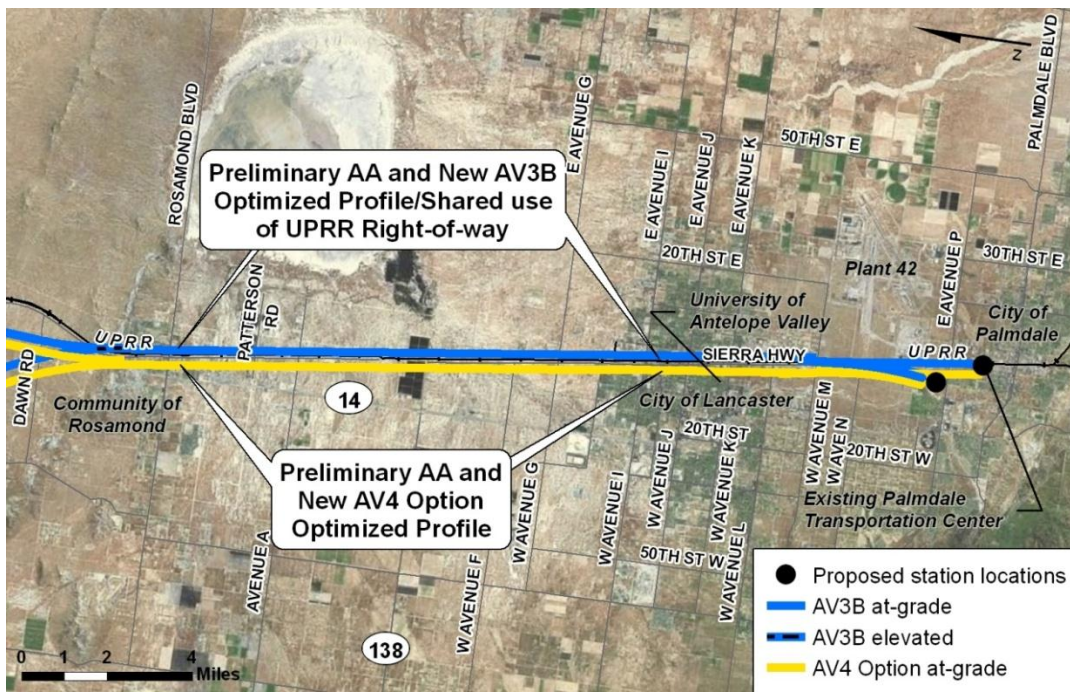 PALMDALE BLVD
Z
ROSAMOND BLVD
E AVENUE G
50TH ST E
E AVENUE I
E AVENUE J
E AVENUE K
Preliminary AA and New AV3B
Optimized Profile/Shared use
of UPRR Right-of-way
20TH ST E
Plant 42
E AVENUE P
30TH ST E
PATTERSON
RD
University of
Antelope Valley
City of
Palmdale
UPRR
SIERRA HWY
UPRR
DAWN RD
Community of
Rosamond
14
City of Lancaster
20TH ST
W AVENUE M
W AVE N
20TH ST W
Preliminary AA and
New AV4 Option
Optimized Profile
AVENUE A
W AVENUE F
W AVENUE G
W AVENUE I
W AVENUE J
W AVENUE K
W AVENUE L
50TH ST W
Existing Palmdale
Transportation Center
138
0 1 2 4
Miles
Proposed station locations
AV3B at-grade
AV3B elevated
AV4 Option at-grade